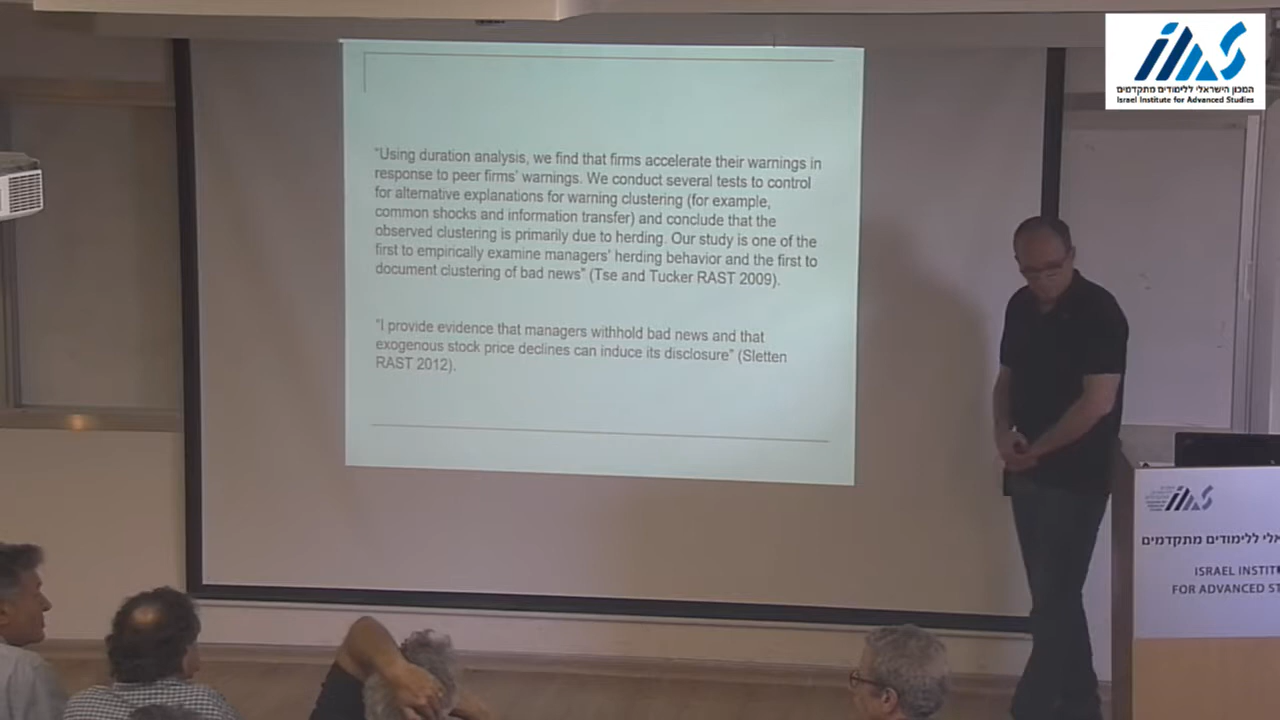 המכון הישראלי ללימודים מתקדמים
Israel Institute for Advanced Studies
"Using duration analysis, we find that firms accelerate their warnings in
response to peer firms' warnings. We conduct several tests to control
for alternative explanations for warning clustering (for example,
common shocks and information transfer) and conclude that the
observed clustering is primarily due to herding. Our study is one of the
first to empirically examine managers' herding behavior and the first to
document clustering of bad news" (Tse and Tucker RAST 2009).
"I provide evidence that managers withhold bad news and that
exogenous stock price declines can induce its disclosure" (Sletten
RAST 2012).
ללימודים מתקדמים
ISRAEL
FOR ADVANCED